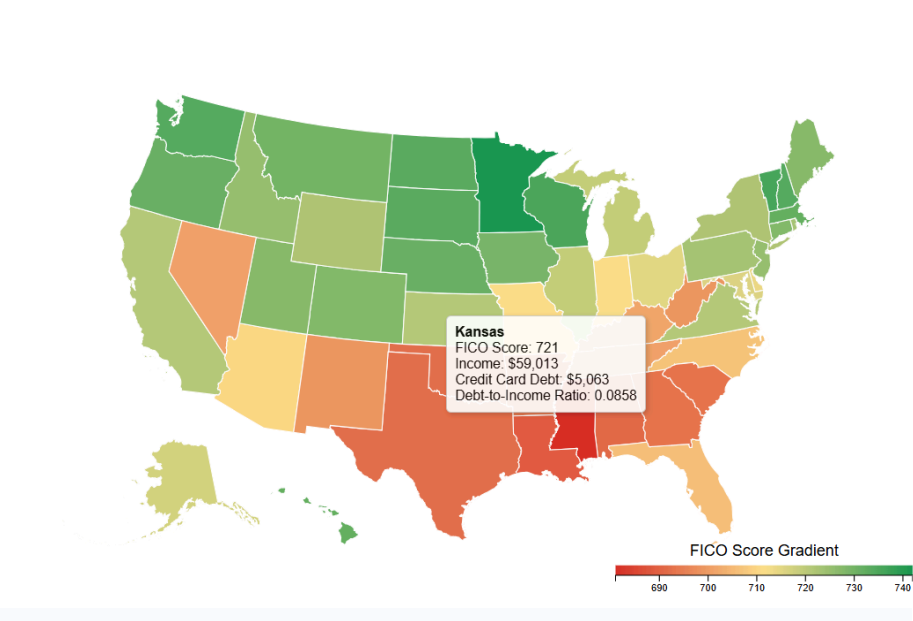 Kansas
FICO Score: 721
Income: $59,013
Credit Card Debt: $5,063
Debt-to-Income Ratio: 0.0858
FICO Score Gradient
690 700 710 720 730 740